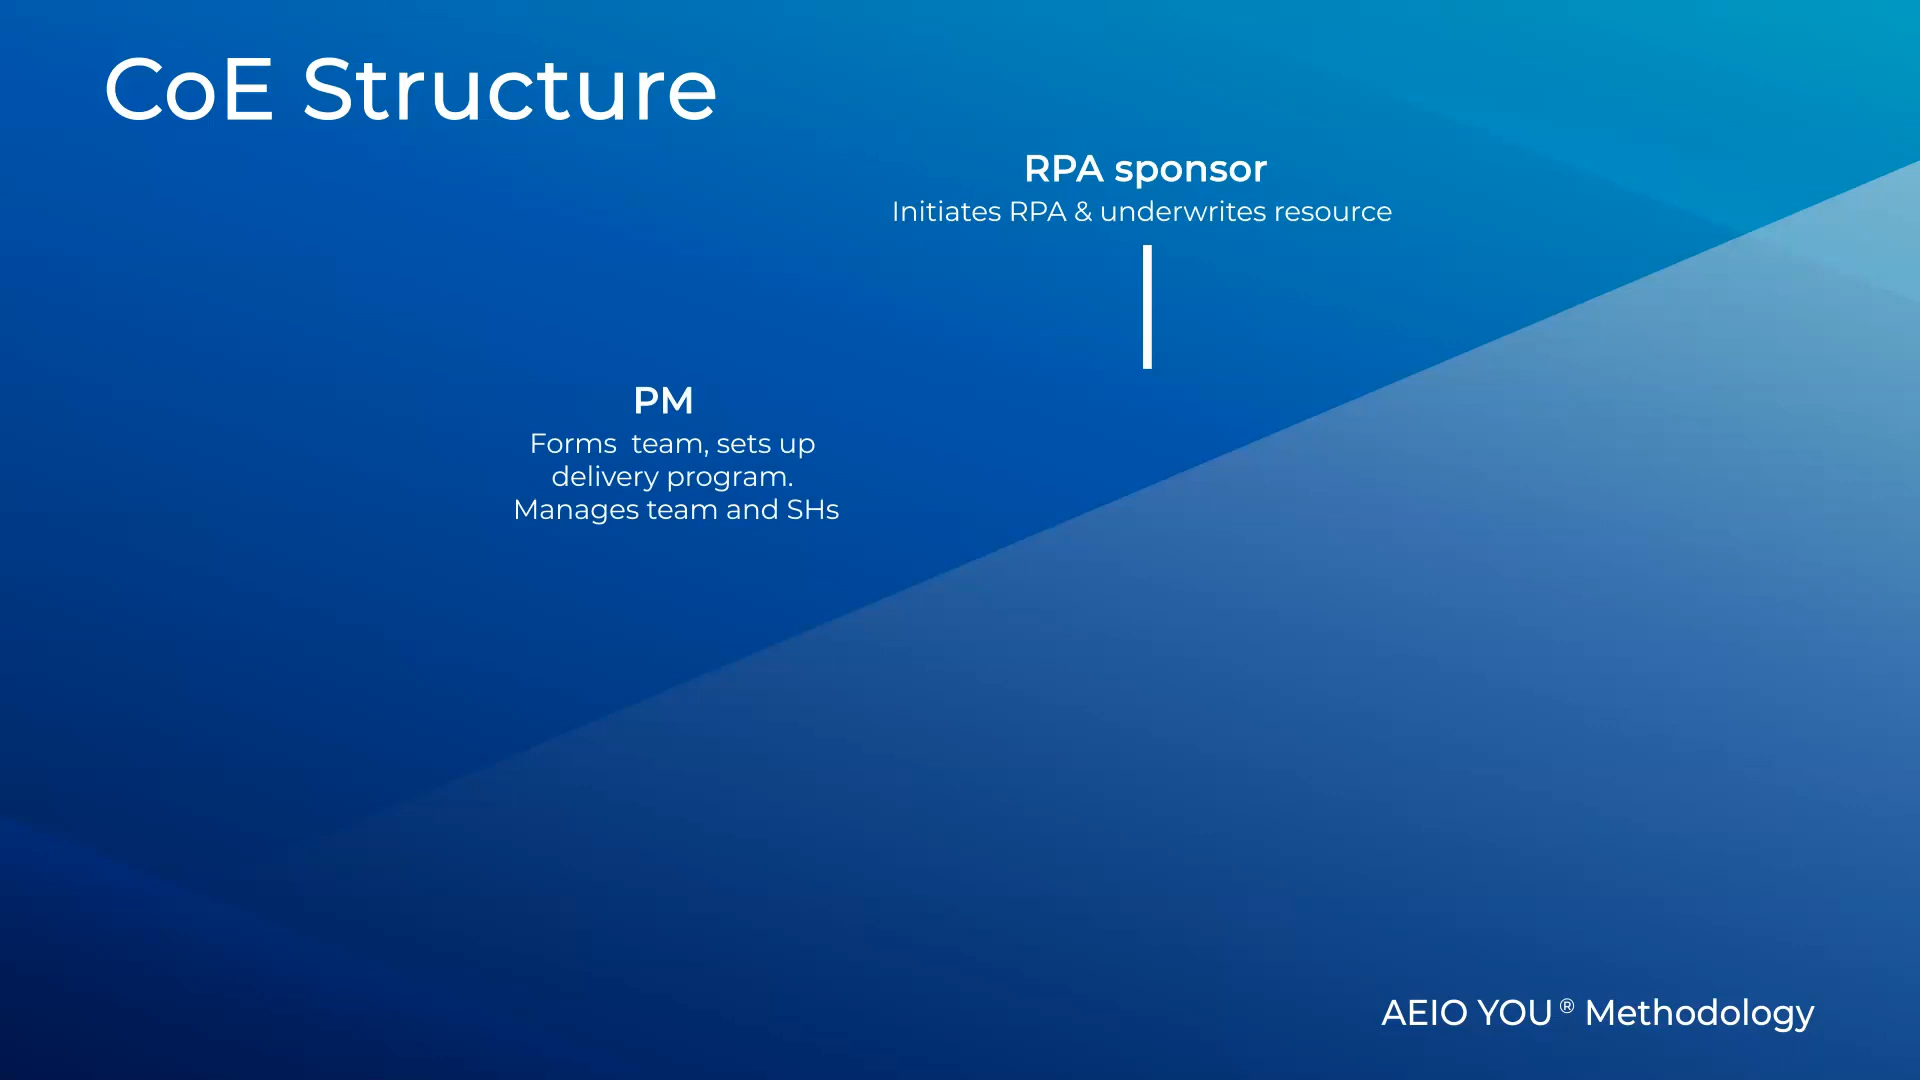 CoE Structure
RPA sponsor
Initiates RPA & underwrites resource
PM
Forms  team, sets up
delivery program.
Manages team and SHs
AEIO YOU® Methodology